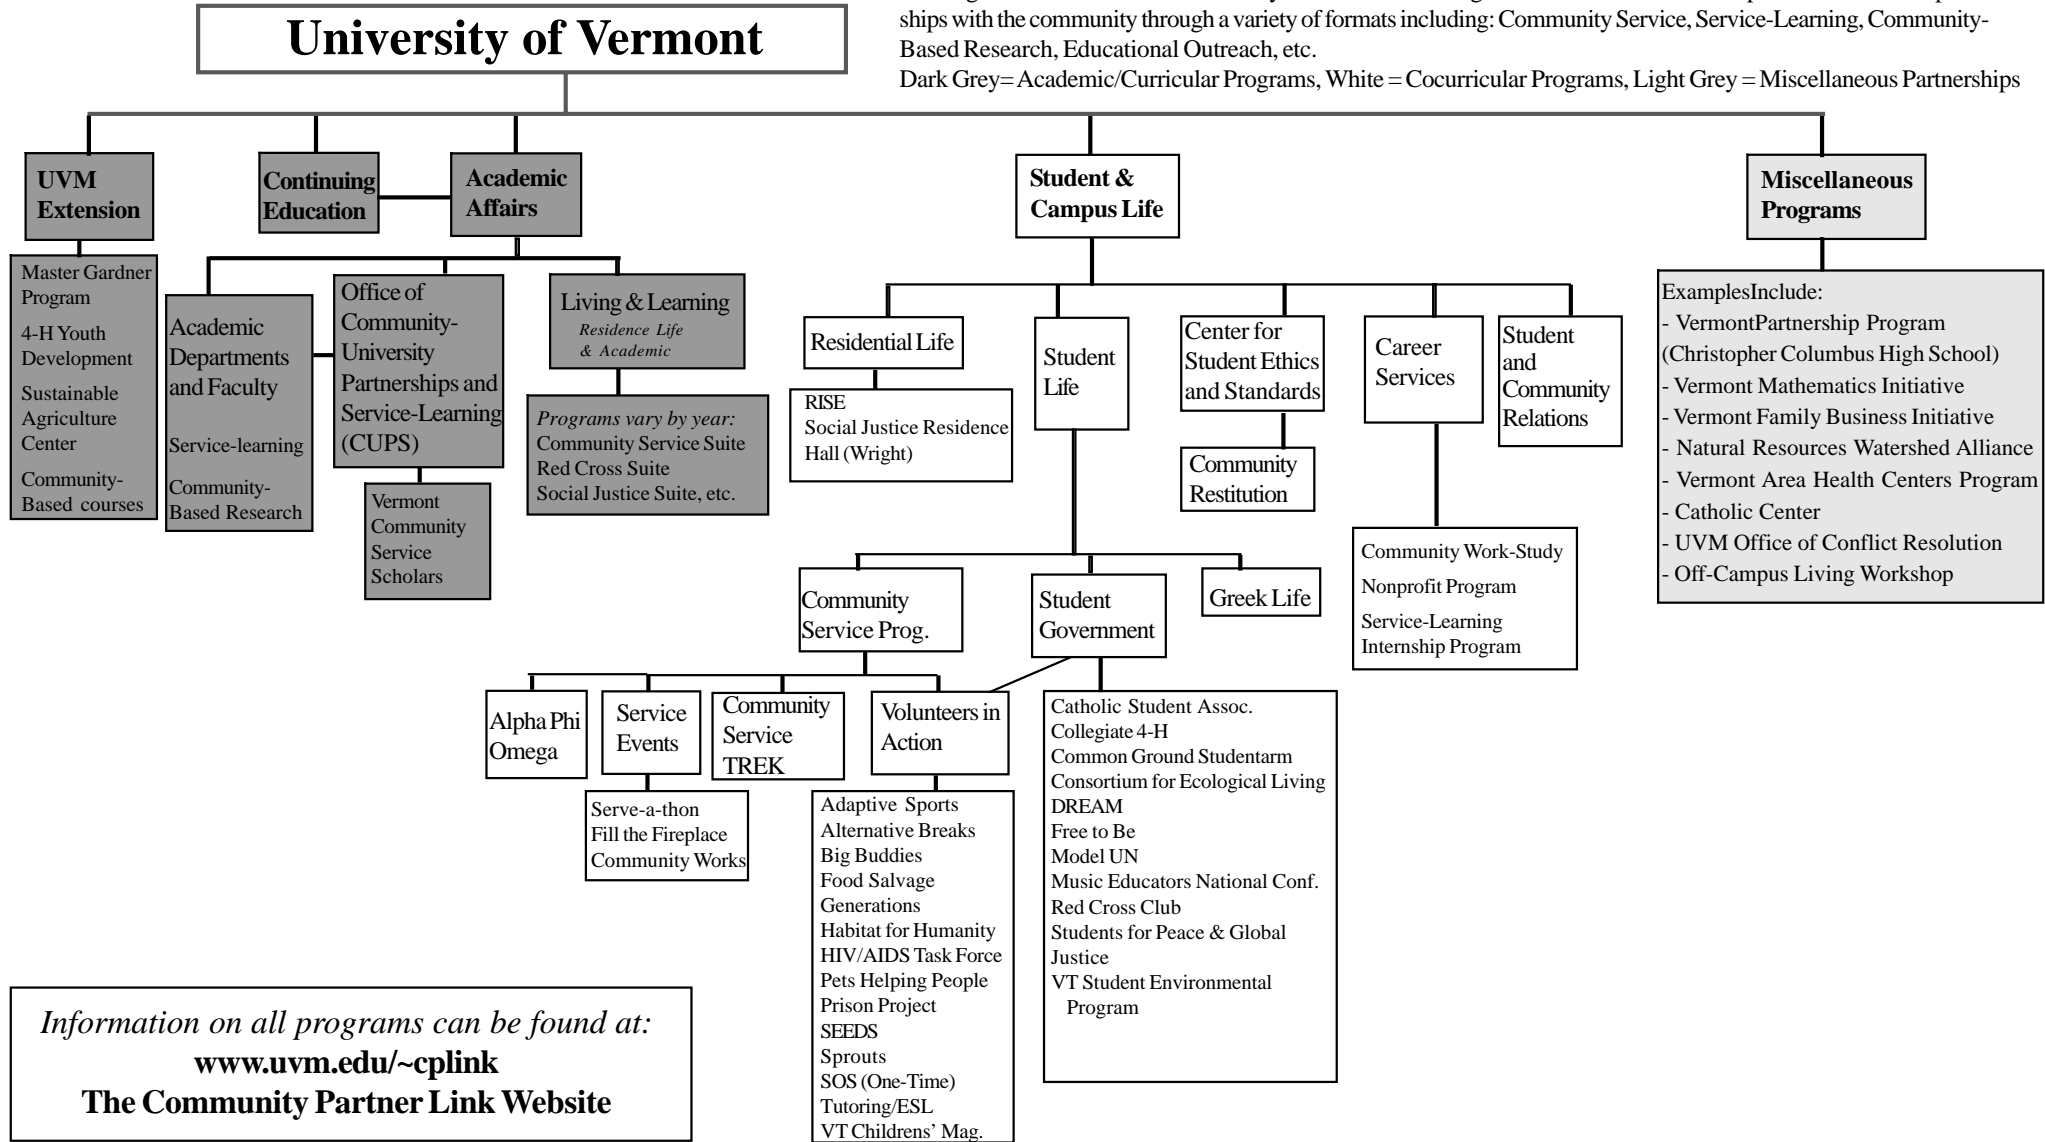 University of Vermont
ships with the community through a variety of formats including: Community Service, Service-Learning, Community-
Based Research, Educational Outreach, etc.
Dark Grey= Academic/Curricular Programs, White = Cocurricular Programs, Light Grey = Miscellaneous Partnerships
UVM
Extension
Continuing
Education
Academic
Affairs
Student &
Campus Life
Miscellaneous
Programs
Master Gardner
Program
4-H Youth
Development
Sustainable
Agriculture
Center
Community-
Based courses
Academic
Departments
and Faculty
Service-learning
Community-
Based Research
Office of
Community-
University
Partnerships and
Service-Learning
(CUPS)
Vermont
Community
Service
Scholars
Living & Learning
Residence Life
& Academic
Programs vary by year:
Community Service Suite
Red Cross Suite
Social Justice Suite, etc.
Residential Life
RISE
Social Justice Residence
Hall (Wright)
Student
Life
Center for
Student Ethics
and Standards
Community
Restitution
Career
Services
Community Work-Study
Nonprofit Program
Service-Learning
Internship Program
Student
and
Community
Relations
ExamplesInclude:
- VermontPartnership Program
(Christopher Columbus High School)
- Vermont Mathematics Initiative
- Vermont Family Business Initiative
- Natural Resources Watershed Alliance
- Vermont Area Health Centers Program
- Catholic Center
- UVM Office of Conflict Resolution
- Off-Campus Living Workshop
Community
Service Prog.
Student
Government
Greek Life
Alpha Phi
Omega
Service
Events
Community
Service
TREK
Volunteers in
Action
Serve-a-thon
Fill the Fireplace
Community Works
Adaptive Sports
Alternative Breaks
Big Buddies
Food Salvage
Generations
Habitat for Humanity
HIV/AIDS Task Force
Pets Helping People
Prison Project
SEEDS
Sprouts
SOS (One-Time)
Tutoring/ESL
VT Childrens' Mag.
Catholic Student Assoc.
Collegiate 4-H
Common Ground Studentarm
Consortium for Ecological Living
DREAM
Free to Be
Model UN
Music Educators National Conf.
Red Cross Club
Students for Peace & Global
Justice
VT Student Environmental
Program
Information on all programs can be found at:
www.uvm.edu/~cplink
The Community Partner Link Website